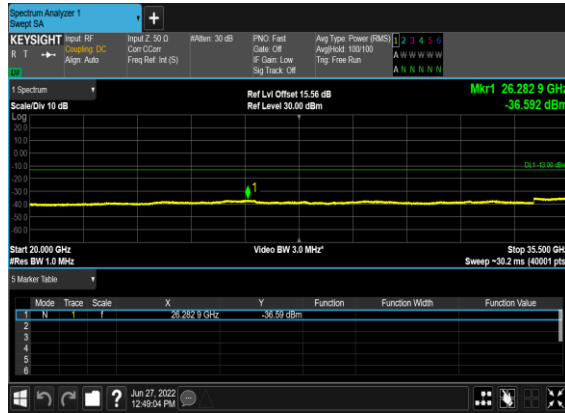 Spectrum Analyzer 1
Swept SA
+
KEYSIGHT Input: RF Input Z: 50 Ω #Atten: 30 dB PNO: Fast Avg Type: Power (RMS) 1 2 3 4 5 6
R T Coupling: DC Corr CCorr Gate: Off Avg|Hold: 100/100 A W W W W W
Align: Auto Freq Ref: Int (S) IF Gain: Low Trig: Free Run A N N N N N
Sig Track: Off
1 Spectrum Ref Lvl Offset 15.56 dB Mkr1 26.282 9 GHz
Scale/Div 10 dB Ref Level 30.00 dBm -36.592 dBm
Log
20.0
10.0
0.00
-10.0 DL1 -13.00 dBm
-20.0
-30.0 1
-40.0
-50.0
-60.0
Start 20.000 GHz Video BW 3.0 MHz* Stop 35.500 GHz
#Res BW 1.0 MHz Sweep ~30.2 ms (40001 pts)
5 Marker Table
Mode Trace Scale X Y Function Function Width Function Value
1 N 1 f 26.282 9 GHz -36.59 dBm
2
3
4
5
6
? Jun 27, 2022
12:49:04 PM